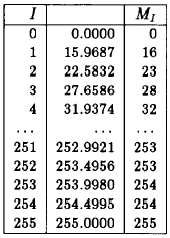 I M_I
0 0.0000 0
1 15.9687 16
2 22.5832 23
3 27.6586 28
4 31.9374 32
... ... ...
251 252.9921 253
252 253.4956 253
253 253.9980 254
254 254.4995 254
255 255.0000 255